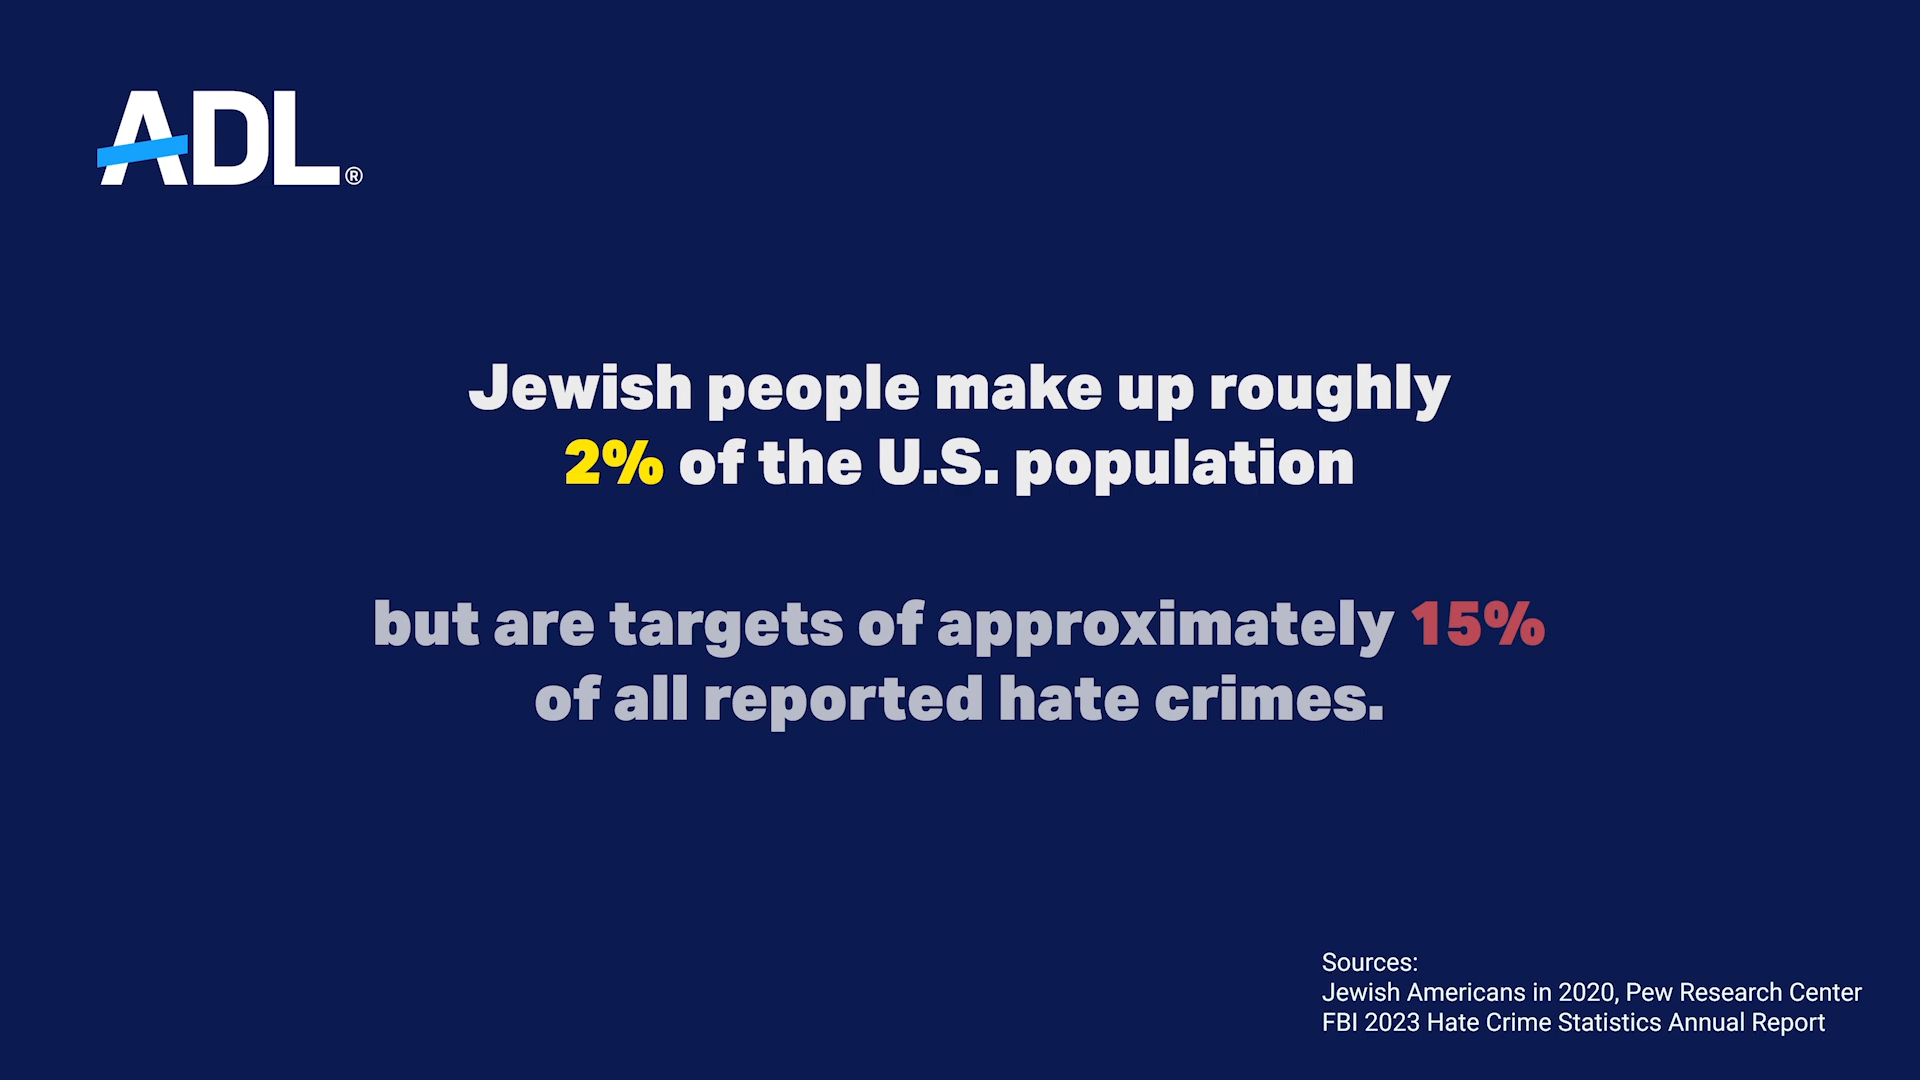 ADL®
Jewish people make up roughly
2% of the U.S. population
but are targets of approximately 15%
of all reported hate crimes.
Sources:
Jewish Americans in 2020, Pew Research Center
FBI 2023 Hate Crime Statistics Annual Report